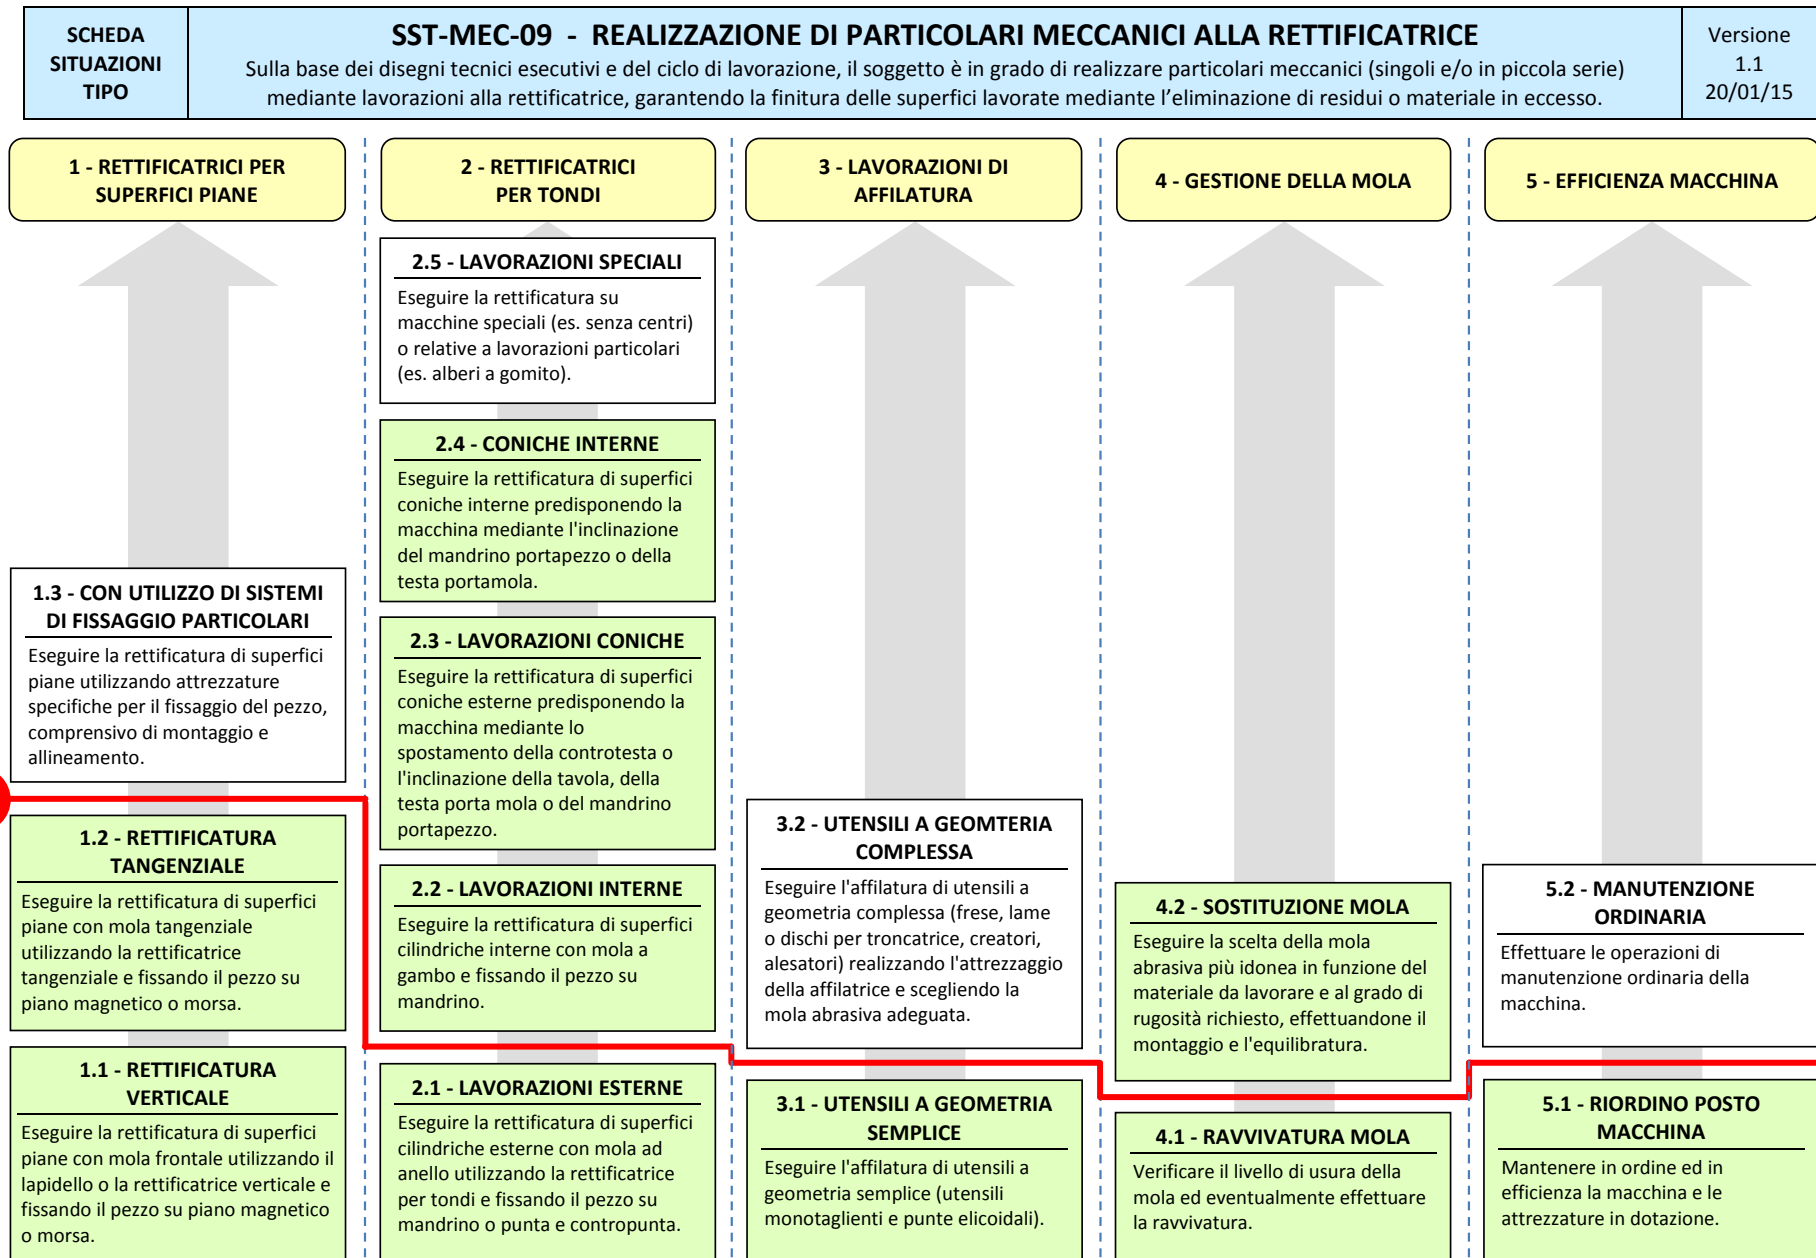 SCHEDA
SITUAZIONI
TIPO
SST-MEC-09 - REALIZZAZIONE DI PARTICOLARI MECCANICI ALLA RETTIFICATRICE
Sulla base dei disegni tecnici esecutivi e del ciclo di lavorazione, il soggetto è in grado di realizzare particolari meccanici (singoli e/o in piccola serie)
mediante lavorazioni alla rettificatrice, garantendo la finitura delle superfici lavorate mediante l'eliminazione di residui o materiale in eccesso.
Versione
1.1
20/01/15
1 - RETTIFICATRICI PER
SUPERFICI PIANE
1.3 - CON UTILIZZO DI SISTEMI
DI FISSAGGIO PARTICOLARI
Eseguire la rettificatura di superfici
piane utilizzando attrezzature
specifiche per il fissaggio del pezzo,
comprensivo di montaggio e
allineamento.
1.2 - RETTIFICATURA
TANGENZIALE
Eseguire la rettificatura di superfici
piane con mola tangenziale
utilizzando la rettificatrice
tangenziale e fissando il pezzo su
piano magnetico o morsa.
1.1 - RETTIFICATURA
VERTICALE
Eseguire la rettificatura di superfici
piane con mola frontale utilizzando il
lapidello o la rettificatrice verticale e
fissando il pezzo su piano magnetico
o morsa.
2 - RETTIFICATRICI
PER TONDI
2.5 - LAVORAZIONI SPECIALI
Eseguire la rettificatura su
macchine speciali (es. senza centri)
o relative a lavorazioni particolari
(es. alberi a gomito).
2.4 - CONICHE INTERNE
Eseguire la rettificatura di superfici
coniche interne predisponendo la
macchina mediante l'inclinazione
del mandrino portapezzo o della
testa portamola.
2.3 - LAVORAZIONI CONICHE
Eseguire la rettificatura di superfici
coniche esterne predisponendo la
macchina mediante lo
spostamento della controtesta o
l'inclinazione della tavola, della
testa porta mola o del mandrino
portapezzo.
2.2 - LAVORAZIONI INTERNE
Eseguire la rettificatura di superfici
cilindriche interne con mola a
gambo e fissando il pezzo su
mandrino.
2.1 - LAVORAZIONI ESTERNE
Eseguire la rettificatura di superfici
cilindriche esterne con mola ad
anello utilizzando la rettificatrice
per tondi e fissando il pezzo su
mandrino o punta e contropunta.
3 - LAVORAZIONI DI
AFFILATURA
3.2 - UTENSILI A GEOMTERIA
COMPLESSA
Eseguire l'affilatura di utensili a
geometria complessa (frese, lame
o dischi per troncatrice, creatori,
alesatori) realizzando l'attrezzaggio
della affilatrice e scegliendo la
mola abrasiva adeguata.
3.1 - UTENSILI A GEOMETRIA
SEMPLICE
Eseguire l'affilatura di utensili a
geometria semplice (utensili
monotaglienti e punte elicoidali).
4 - GESTIONE DELLA MOLA
4.2 - SOSTITUZIONE MOLA
Eseguire la scelta della mola
abrasiva più idonea in funzione del
materiale da lavorare e al grado di
rugosità richiesto, effettuandone il
montaggio e l'equilibratura.
4.1 - RAVVIVATURA MOLA
Verificare il livello di usura della
mola ed eventualmente effettuare
la ravvivatura.
5 - EFFICIENZA MACCHINA
5.2 - MANUTENZIONE
ORDINARIA
Effettuare le operazioni di
manutenzione ordinaria della
macchina.
5.1 - RIORDINO POSTO
MACCHINA
Mantenere in ordine ed in
efficienza la macchina e le
attrezzature in dotazione.